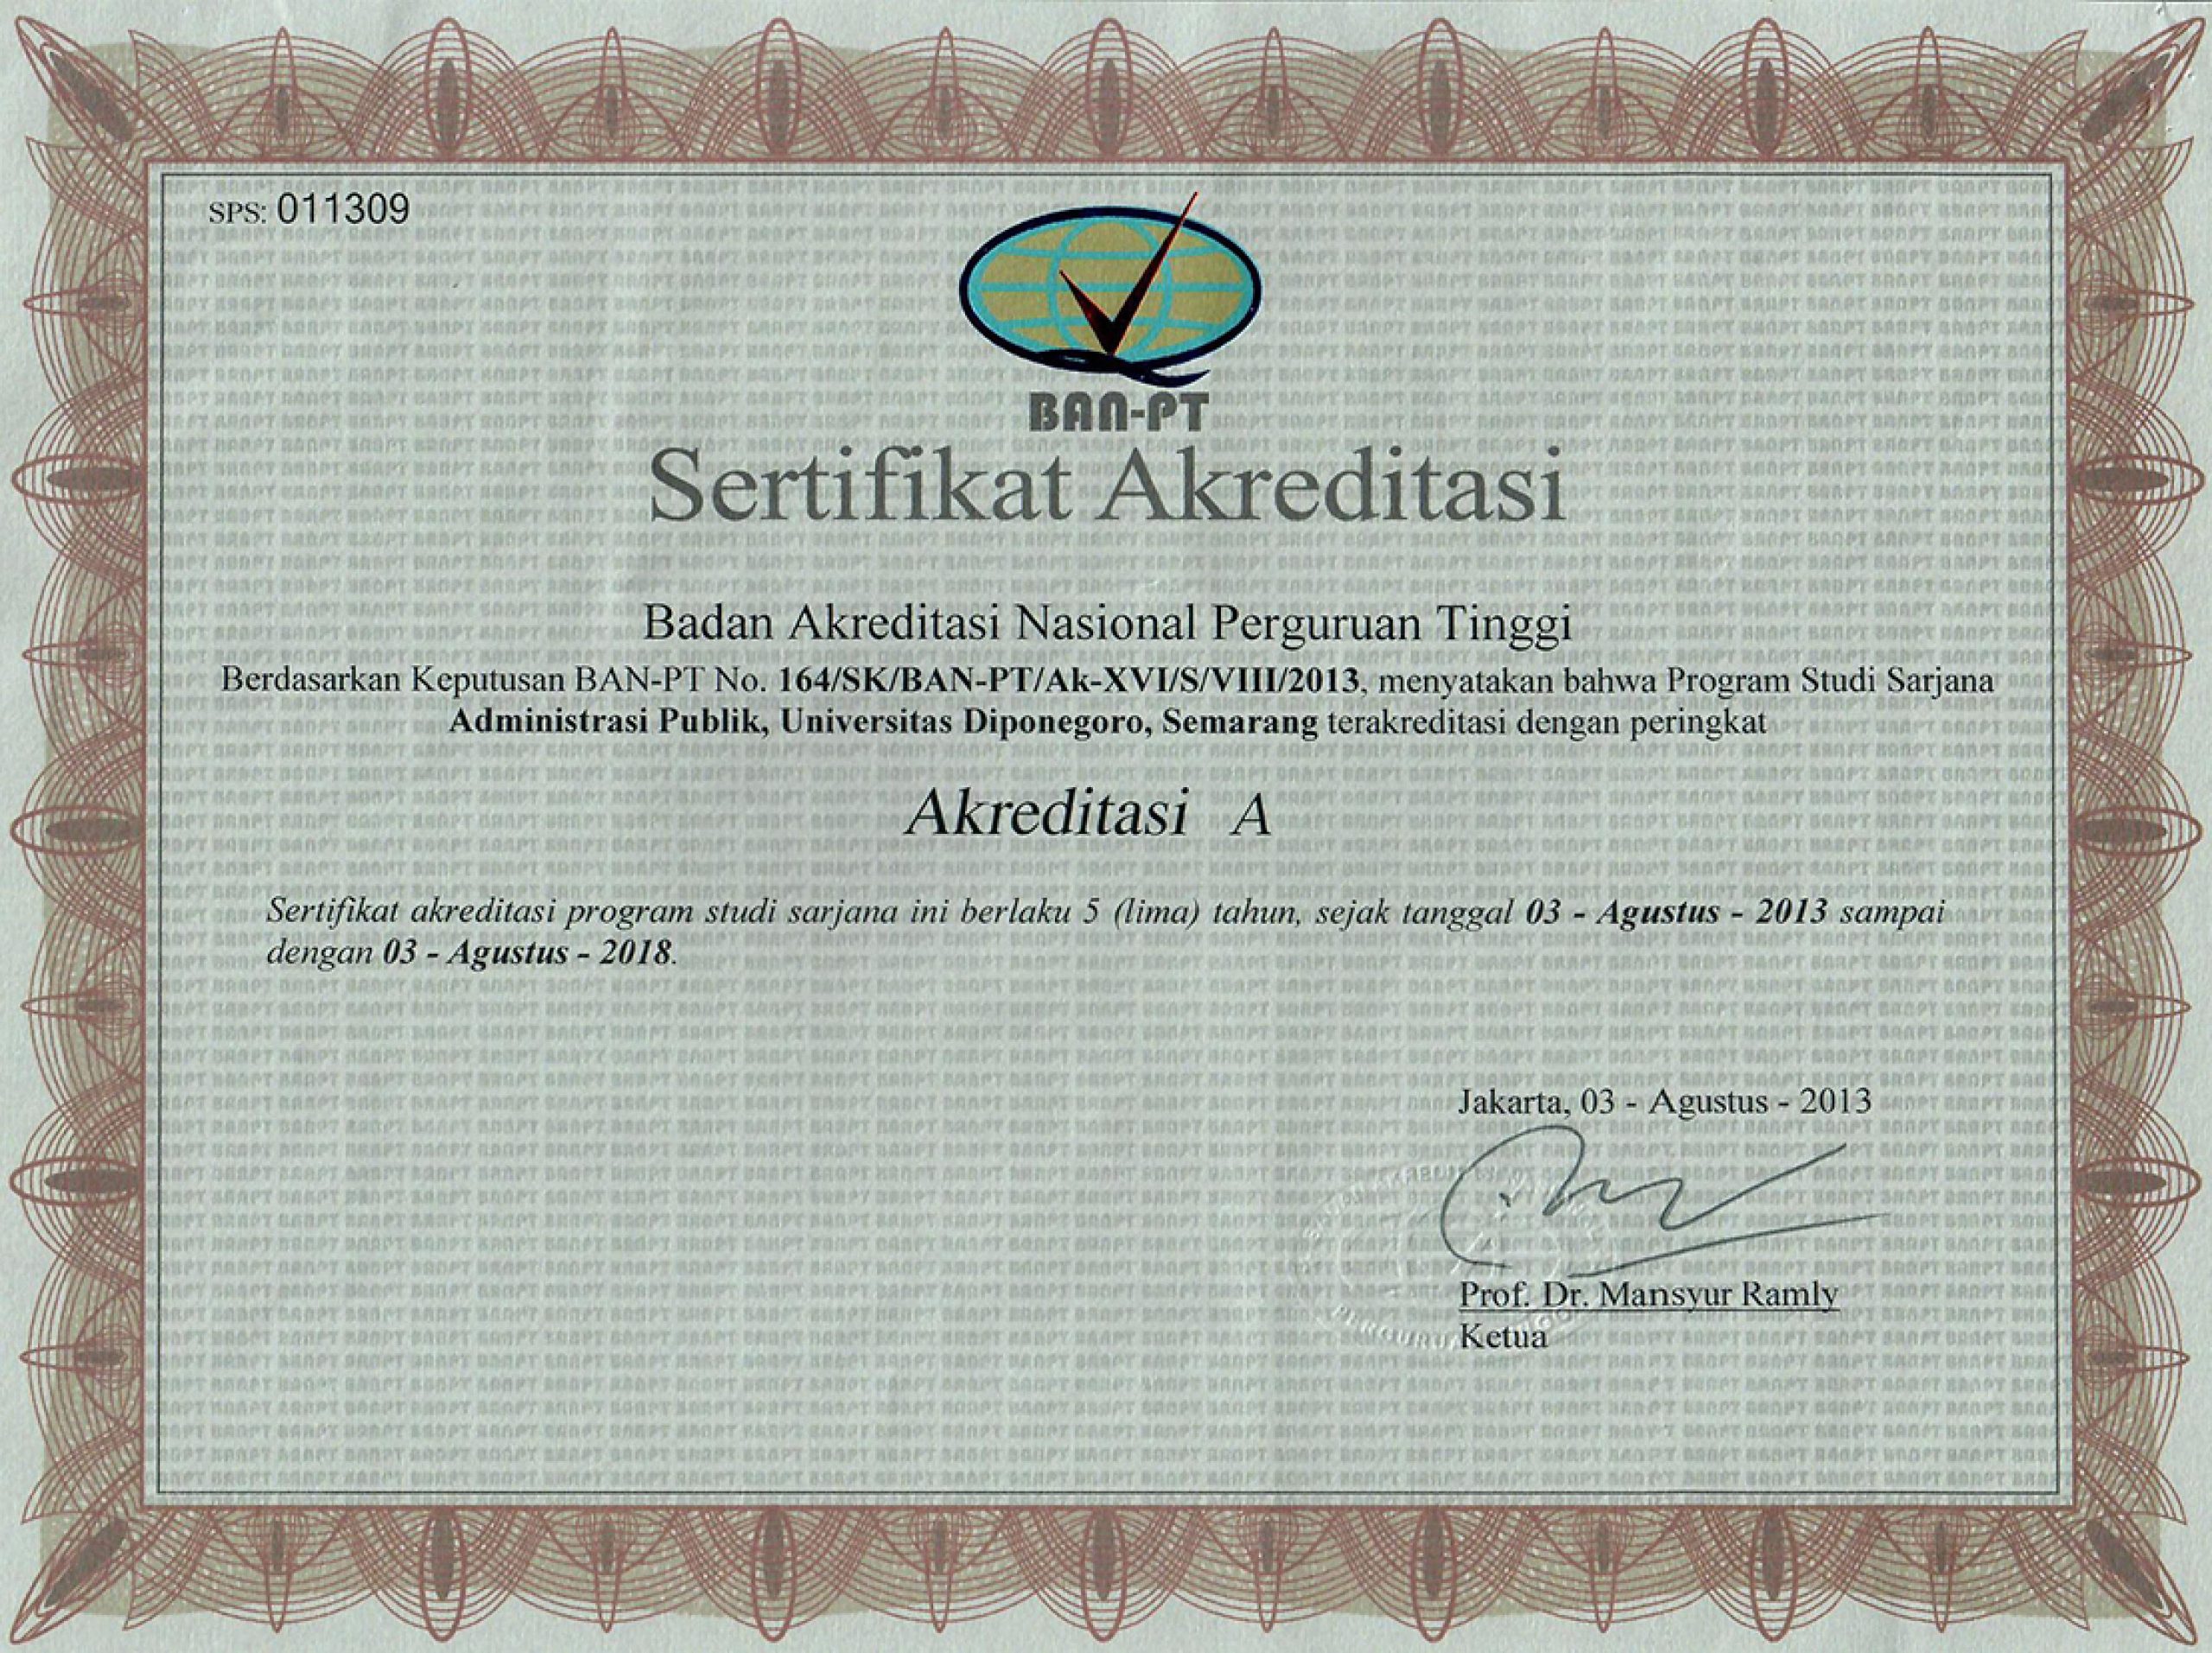 SPS: 011309
BAN-PT
Sertifikat Akreditasi
Badan Akreditasi Nasional Perguruan Tinggi
Berdasarkan Keputusan BAN-PT No. 164/SK/BAN-PT/Ak-XVI/S/VIII/2013, menyatakan bahwa Program Studi Sarjana
Administrasi Publik, Universitas Diponegoro, Semarang terakreditasi dengan peringkat
Akreditasi A
Sertifikat akreditasi program studi sarjana ini berlaku 5 (lima) tahun, sejak tanggal 03 - Agustus - 2013 sampai
dengan 03 - Agustus - 2018.
Jakarta, 03 - Agustus - 2013
Prof. Dr. Mansyur Ramly
Ketua